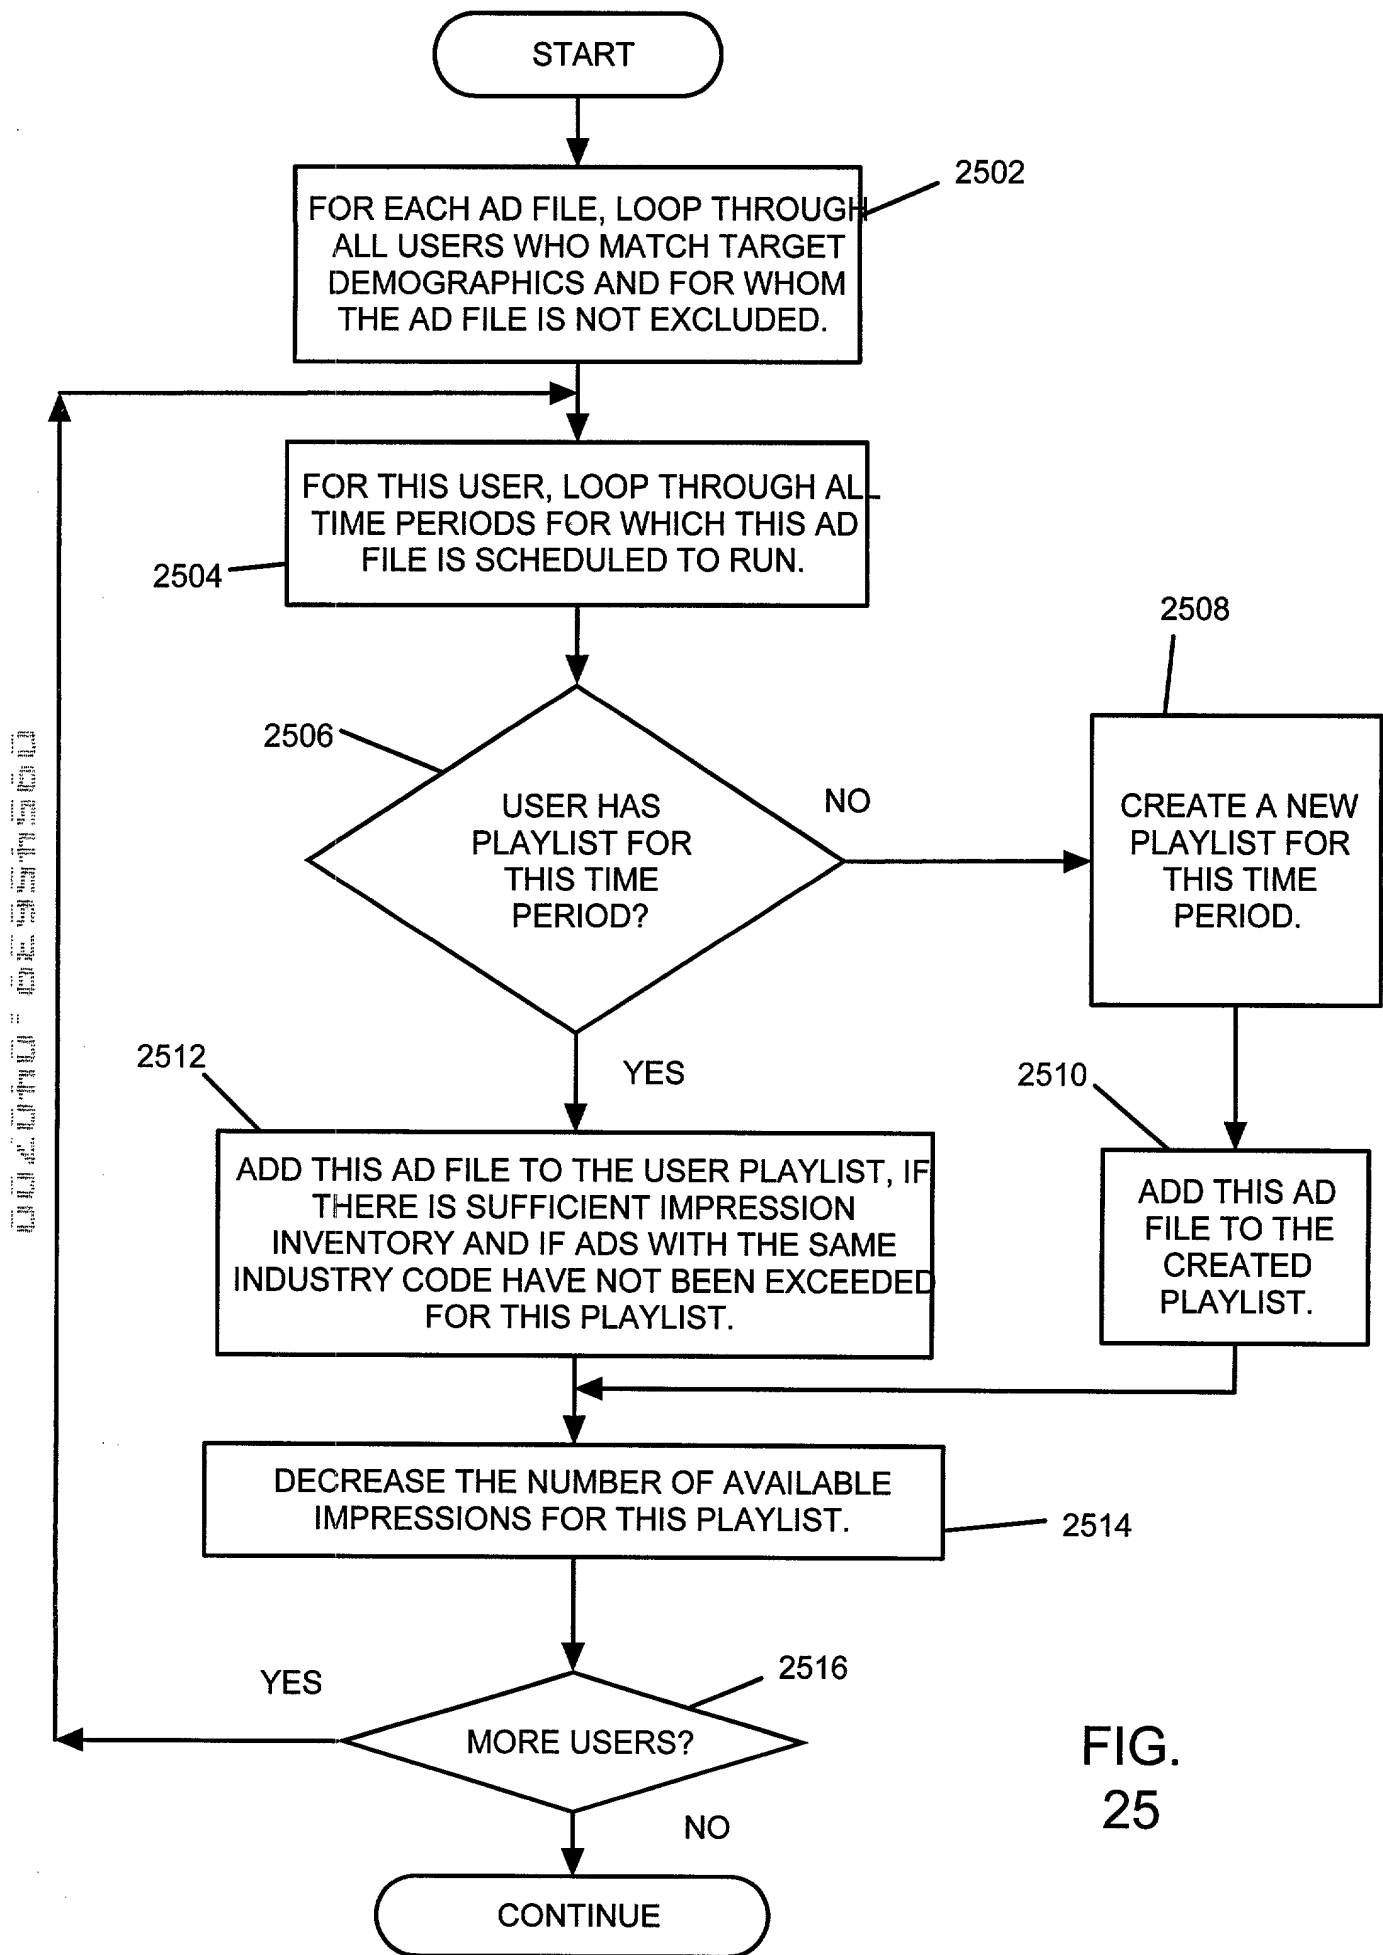 START
2502
FOR EACH AD FILE, LOOP THROUGH
ALL USERS WHO MATCH TARGET
DEMOGRAPHICS AND FOR WHOM
THE AD FILE IS NOT EXCLUDED.
FOR THIS USER, LOOP THROUGH ALL
TIME PERIODS FOR WHICH THIS AD
FILE IS SCHEDULED TO RUN.
2504
2506
USER HAS
PLAYLIST FOR
THIS TIME
PERIOD?
NO
2508
CREATE A NEW
PLAYLIST FOR
THIS TIME
PERIOD.
YES
2512
ADD THIS AD FILE TO THE USER PLAYLIST, IF
THERE IS SUFFICIENT IMPRESSION
INVENTORY AND IF ADS WITH THE SAME
INDUSTRY CODE HAVE NOT BEEN EXCEEDED
FOR THIS PLAYLIST.
2510
ADD THIS AD
FILE TO THE
CREATED
PLAYLIST.
DECREASE THE NUMBER OF AVAILABLE
IMPRESSIONS FOR THIS PLAYLIST.
2514
YES
2516
MORE USERS?
NO
CONTINUE
FIG.
25